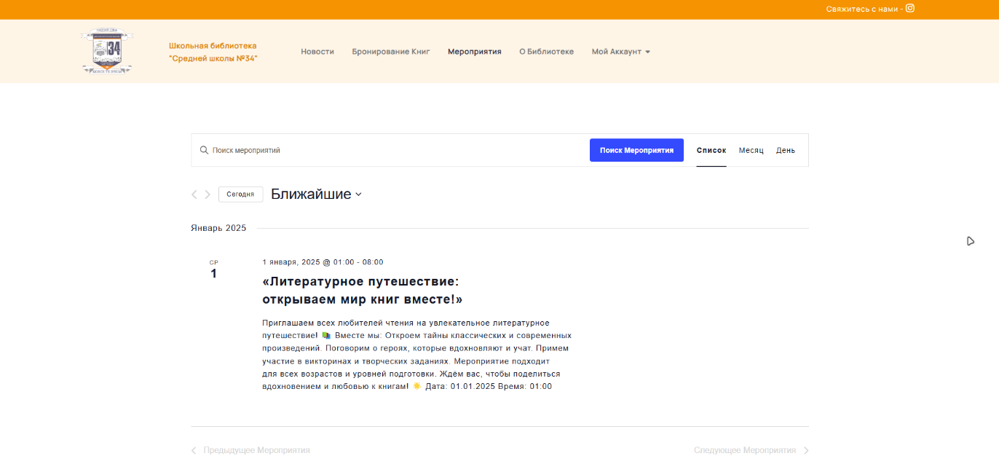 Свяжитесь с нами -
34
Школьная библиотека
"Средней школы №34"
Новости
Бронирование Книг
Мероприятия
О Библиотеке
Мой Аккаунт
Поиск мероприятий
Поиск Мероприятия
Список
Месяц
День
Сегодня
Ближайшие
Январь 2025
СР
1
1 января, 2025 @ 01:00 - 08:00
«Литературное путешествие:
открываем мир книг вместе!»
Приглашаем всех любителей чтения на увлекательное литературное
путешествие! 📚 Вместе мы: Откроем тайны классических и современных
произведений. Поговорим о героях, которые вдохновляют и учат. Примем
участие в викторинах и творческих заданиях. Мероприятие подходит
для всех возрастов и уровней подготовки. Ждём вас, чтобы поделиться
вдохновением и любовью к книгам! 🌟 Дата: 01.01.2025 Время: 01:00
Предыдущее Мероприятия
Следующее Мероприятия